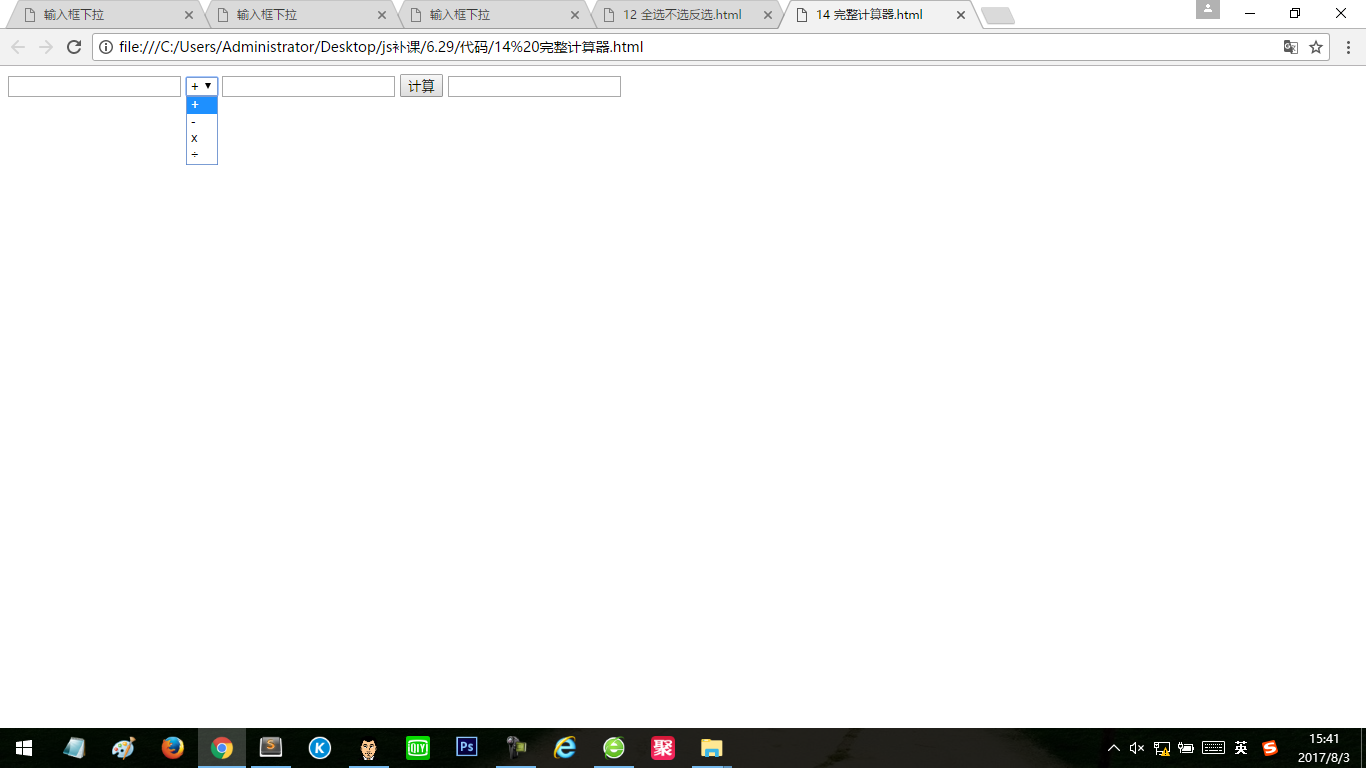 输入框下拉
输入框下拉
输入框下拉
12 全选不选反选.html
14 完整计算器.html
file:///C:/Users/Administrator/Desktop/js补课/6.29/代码/14%20完整计算器.html
+
计算
+
-
x
÷
S
K
QIY
Ps
聚
英
S
15:41
2017/8/3